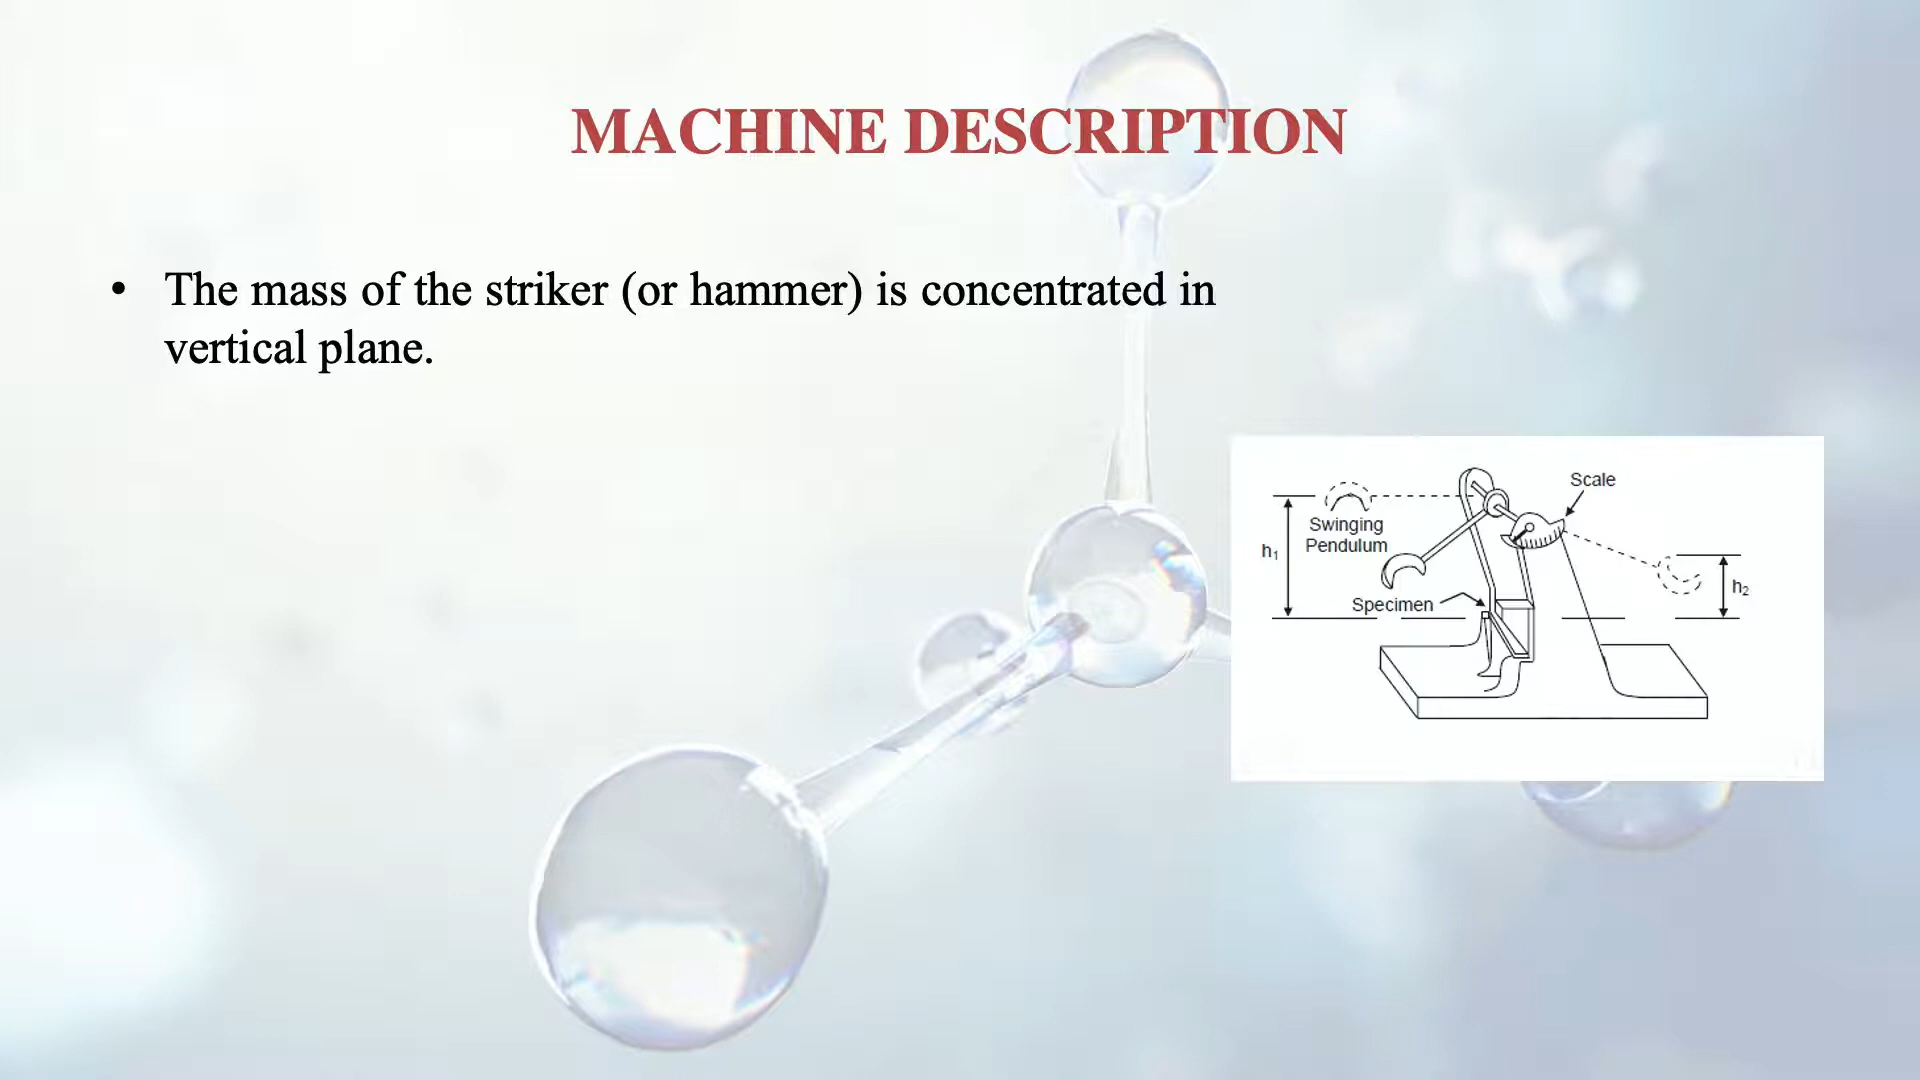 MACHINE DESCRIPTION
• The mass of the striker (or hammer) is concentrated in
vertical plane.
Scale
Swinging
Pendulum
h₁
h₂
Specimen